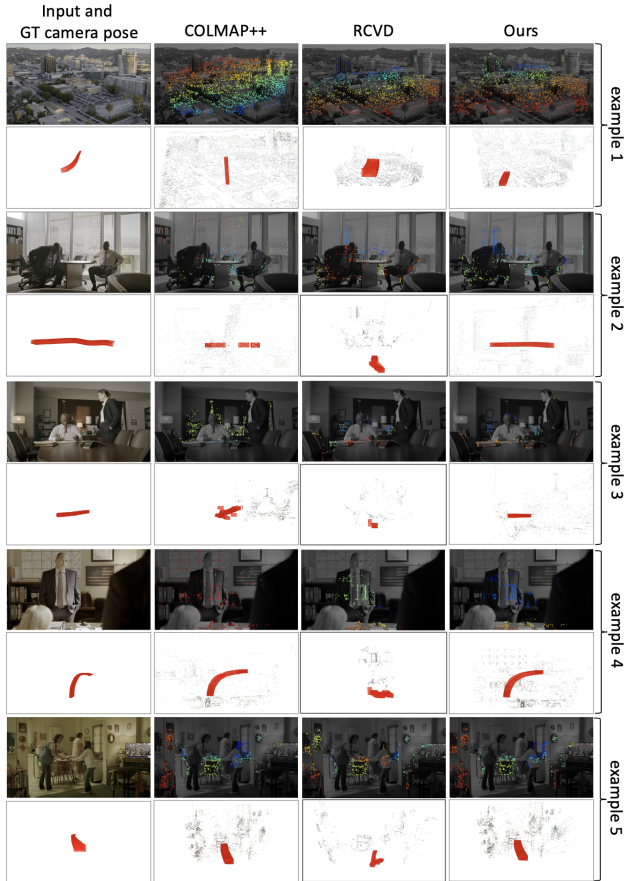 Input and
GT camera pose
COLMAP++
RCVD
Ours
example 1
example 2
example 3
example 4
example 5